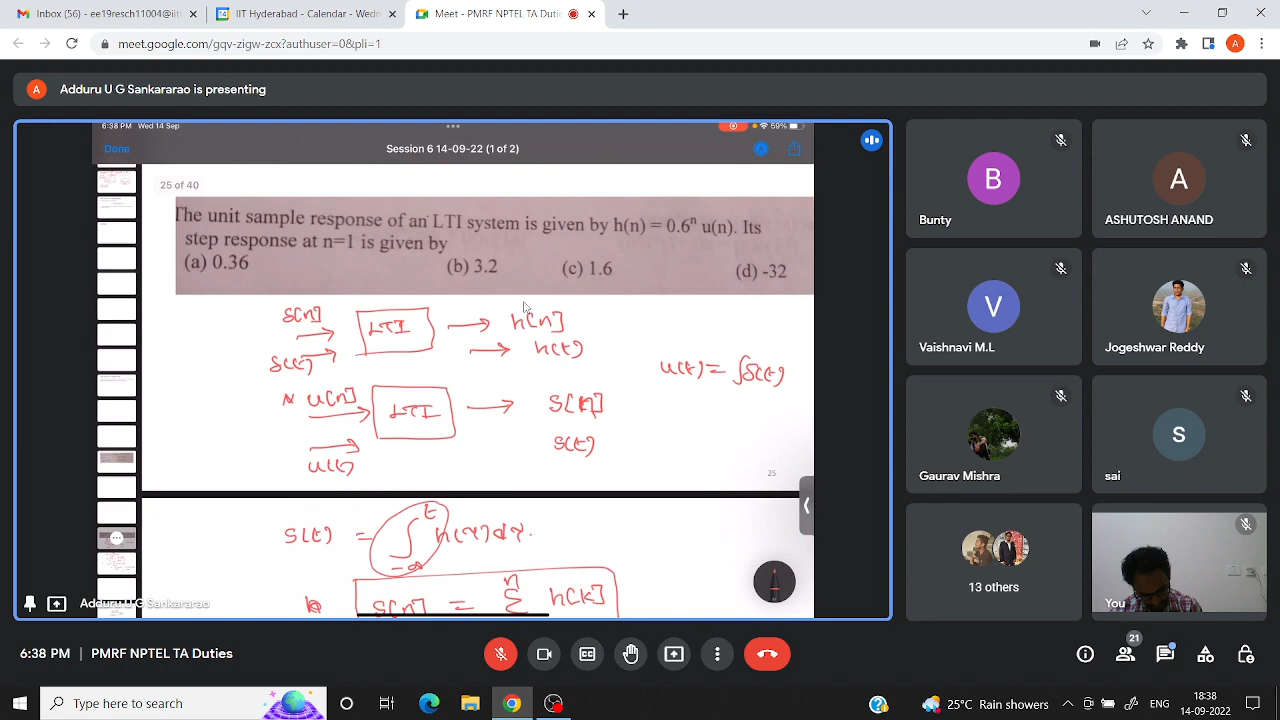 Inbox (50) - ee19resch11004@iit
IIT Hyderabad - Calendar - Wedn
Meet - PMRF NPTEL TA Dutie
meet.google.com/gqv-zigw-zcx?authuser=0&pli=1
A
A
Adduru U G Sankararao is presenting
6:38 PM Wed 14 Sep
59%
Done
Session 6 14-09-22 (1 of 2)
25 of 40
The unit sample response of an LTI system is given by h(n) = 0.6ⁿ u(n). Its
step response at n=1 is given by
(a) 0.36 (b) 3.2 (c) 1.6 (d) -32
δ[n] → LTI → h[n]
δ(t) → → h(t)
u(t) = ∫δ(t)
u[n] → LTI → s[n]
s(t)
u(t)
25
s(t) = ∫_{-∞}^{t} h(τ)dτ.
s[n] = Σ^{n} h[k]
Adduru U G Sankararao
B
Bunty
A
ASHUTOSH ANAND
V
Vaishnavi M.L
Jogeshwar Reddy
Gaurav Mishra
S
sai
13 others
You
6:38 PM | PMRF NPTEL TA Duties
21
Type here to search
25°C Rain showers
18:38
14-09-2022